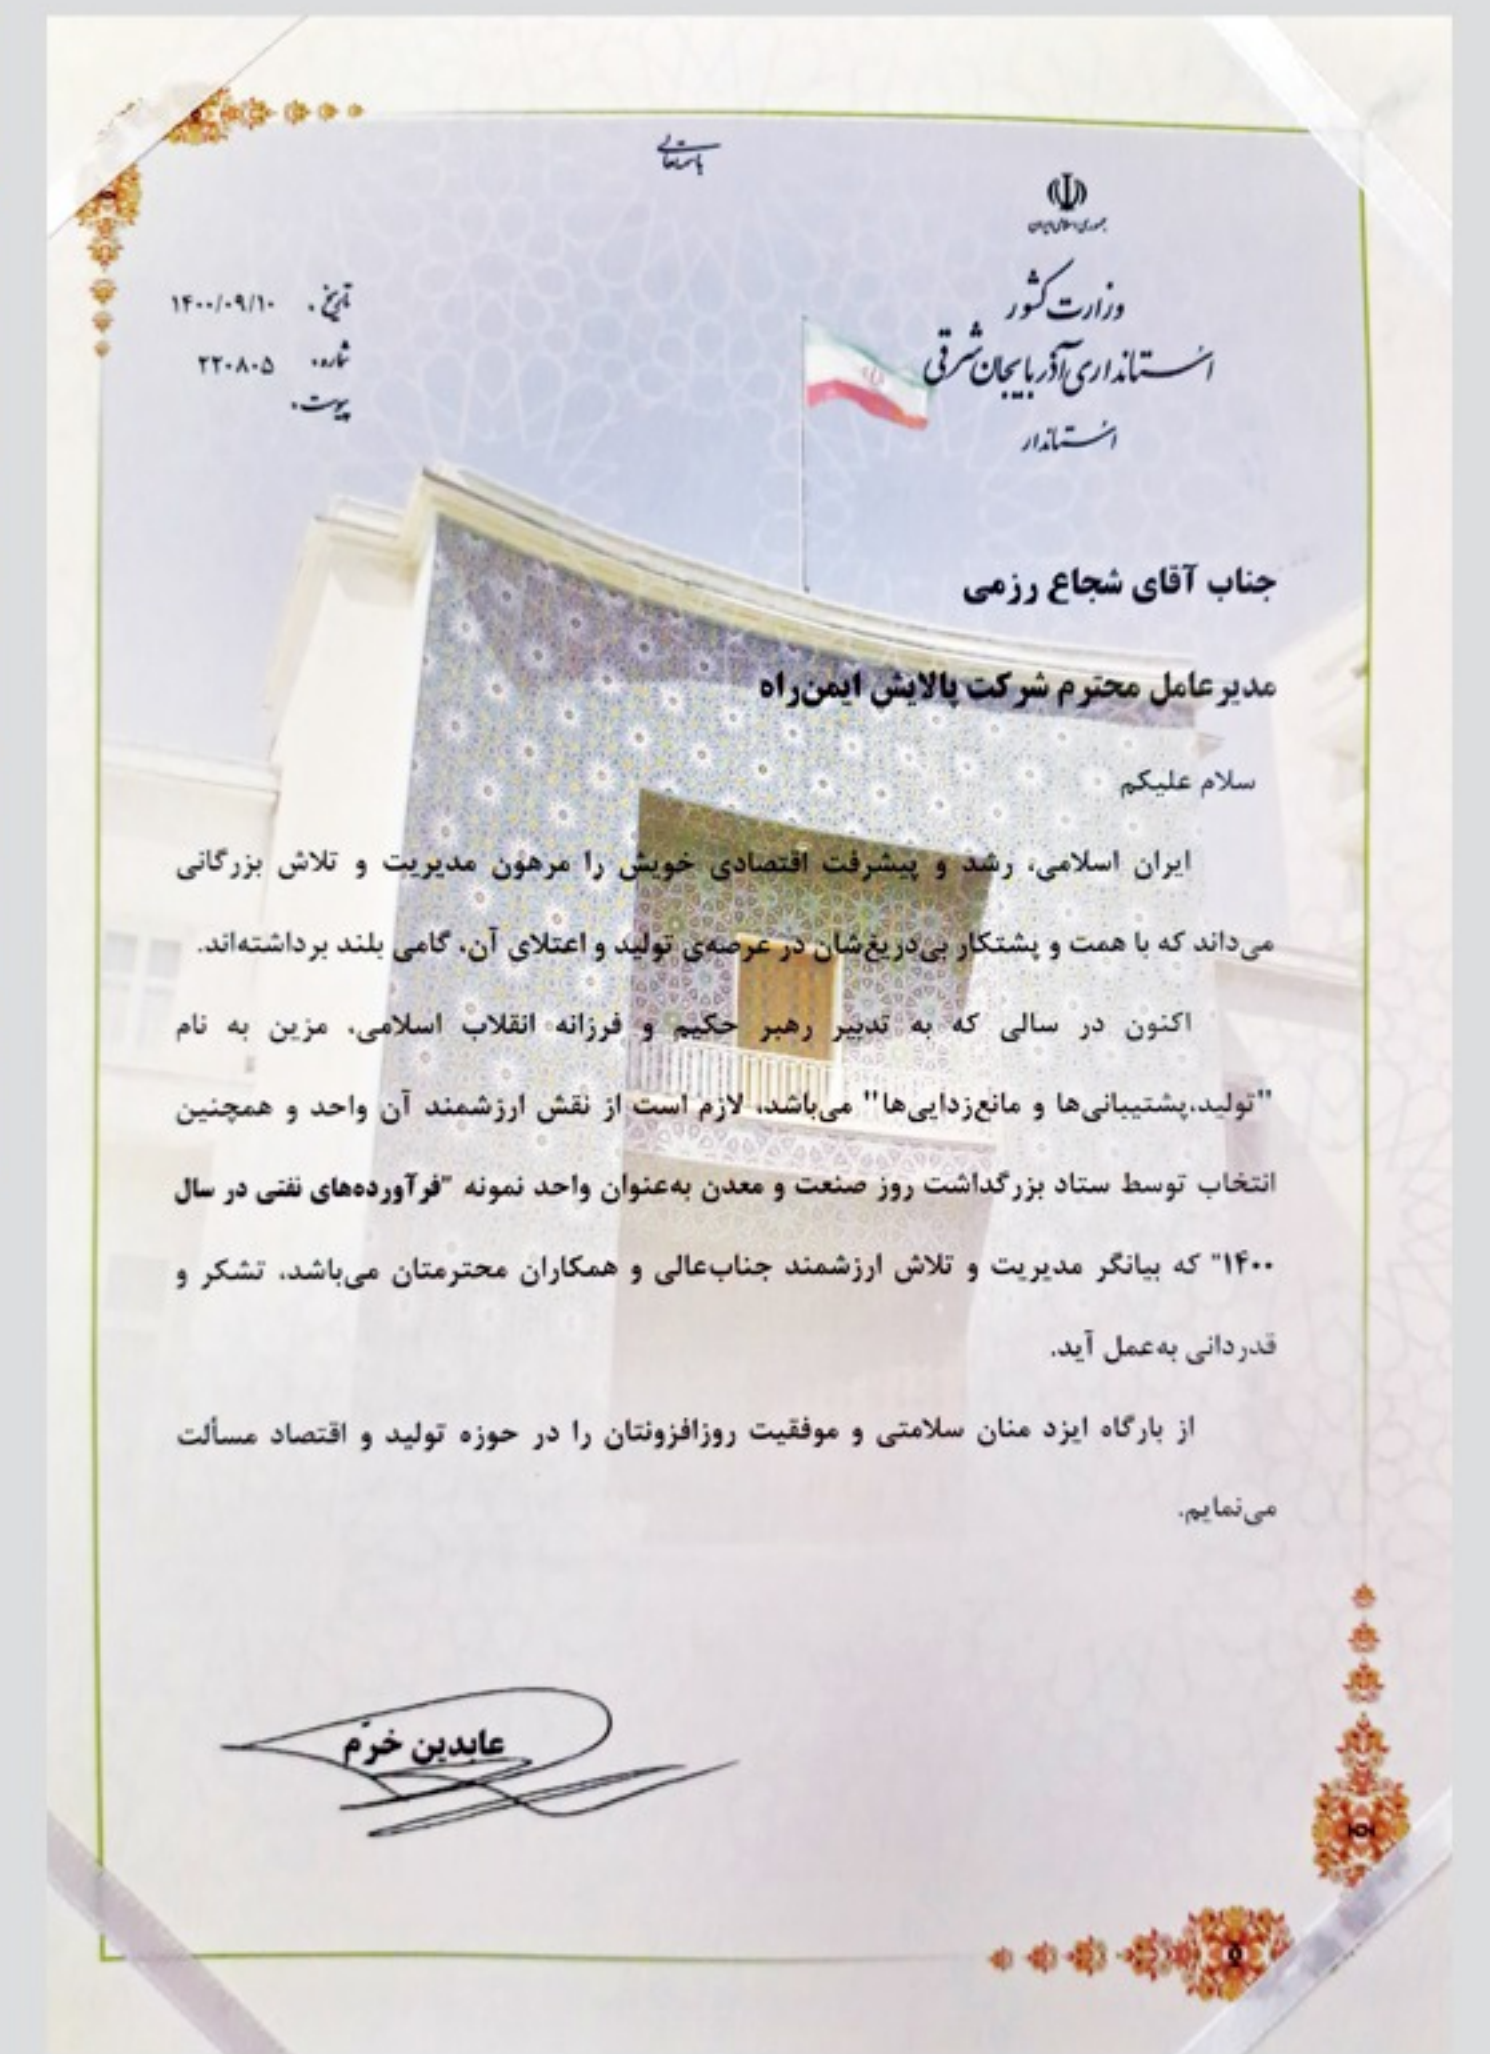 باسمه‌تعالی
جمهوری اسلامی ایران
وزارت کشور
استانداری آذربایجان شرقی
استاندار
تاریخ . ۱۴۰۰/۰۹/۱۰
شماره. ۲۲۰۸۰۵
پیوست.
جناب آقای شجاع رزمی
مدیرعامل محترم شرکت پالایش ایمن‌راه
سلام علیکم
ایران اسلامی، رشد و پیشرفت اقتصادی خویش را مرهون مدیریت و تلاش بزرگانی
می‌داند که با همت و پشتکار بی‌دریغ‌شان در عرصه‌ی تولید و اعتلای آن، گامی بلند برداشته‌اند.
اکنون در سالی که به تدبیر رهبر حکیم و فرزانه انقلاب اسلامی، مزین به نام
"تولید،پشتیبانی‌ها و مانع‌زدایی‌ها" می‌باشد، لازم است از نقش ارزشمند آن واحد و همچنین
انتخاب توسط ستاد بزرگداشت روز صنعت و معدن به‌عنوان واحد نمونه "فرآورده‌های نفتی در سال
۱۴۰۰" که بیانگر مدیریت و تلاش ارزشمند جناب‌عالی و همکاران محترمتان می‌باشد، تشکر و
قدردانی به‌عمل آید.
از بارگاه ایزد منان سلامتی و موفقیت روزافزونتان را در حوزه تولید و اقتصاد مسألت
می‌نمایم.
عابدین خرّم